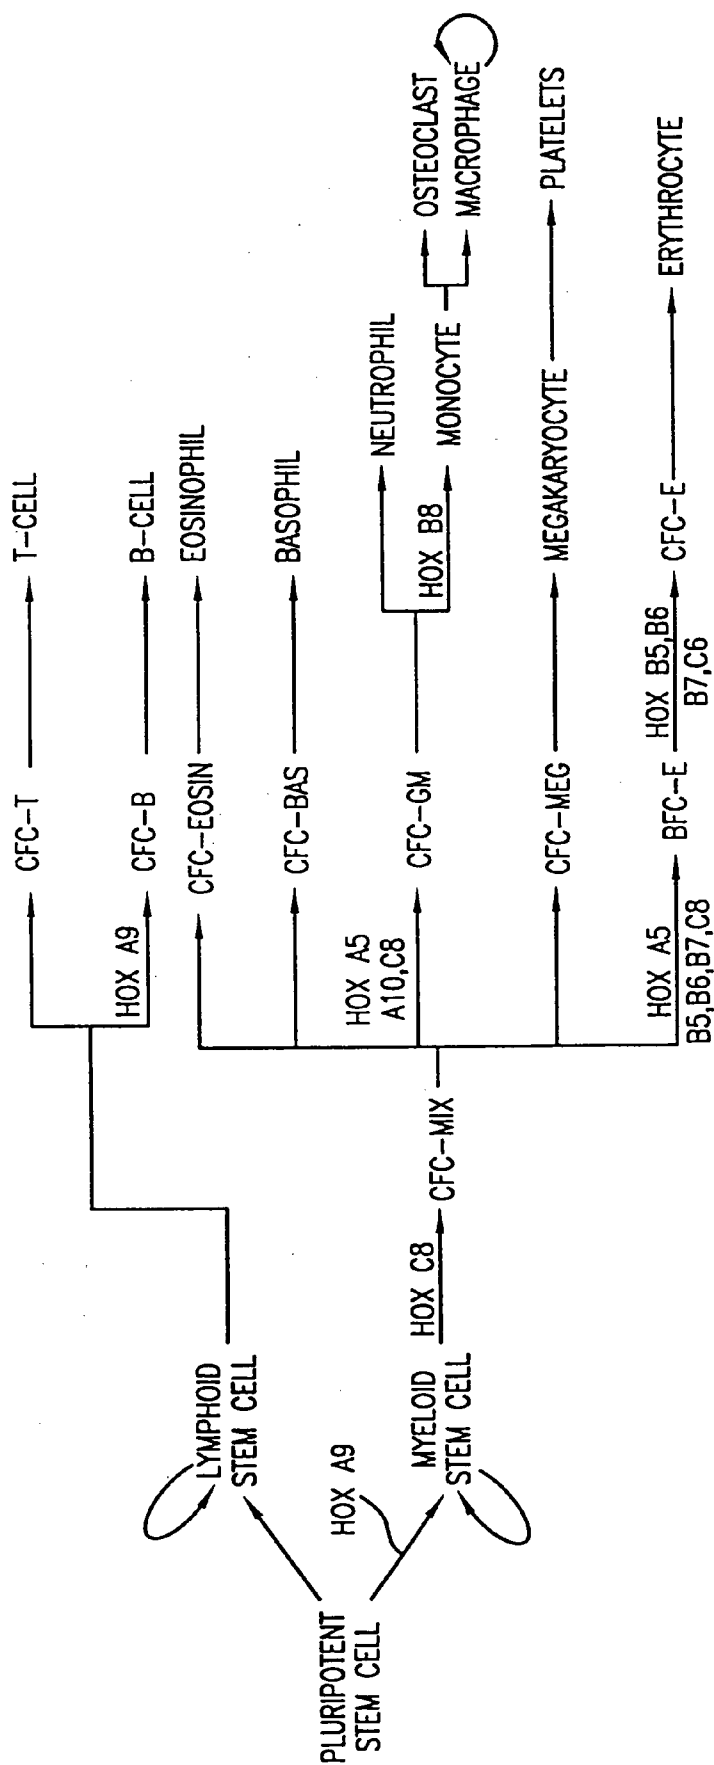 PLURIPOTENT
STEM CELL
LYMPHOID
STEM CELL
HOX A9
MYELOID
STEM CELL
HOX C8
CFC-MIX
HOX A9
CFC-T
T-CELL
CFC-B
B-CELL
CFC-EOSIN
EOSINOPHIL
CFC-BAS
BASOPHIL
HOX A5
A10,C8
CFC-GM
NEUTROPHIL
HOX B8
MONOCYTE
OSTEOCLAST
MACROPHAGE
CFC-MEG
MEGAKARYOCYTE
PLATELETS
HOX A5
B5,B6,B7,C8
BFC-E
HOX B5,B6
B7,C6
CFC-E
ERYTHROCYTE